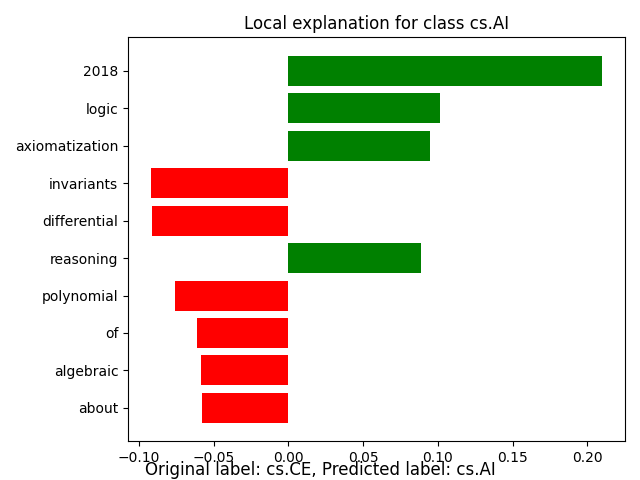 Local explanation for class cs.AI
2018
logic
axiomatization
invariants
differential
reasoning
polynomial
of
algebraic
about
−0.10 −0.05 0.00 0.05 0.10 0.15 0.20
Original label: cs.CE, Predicted label: cs.AI